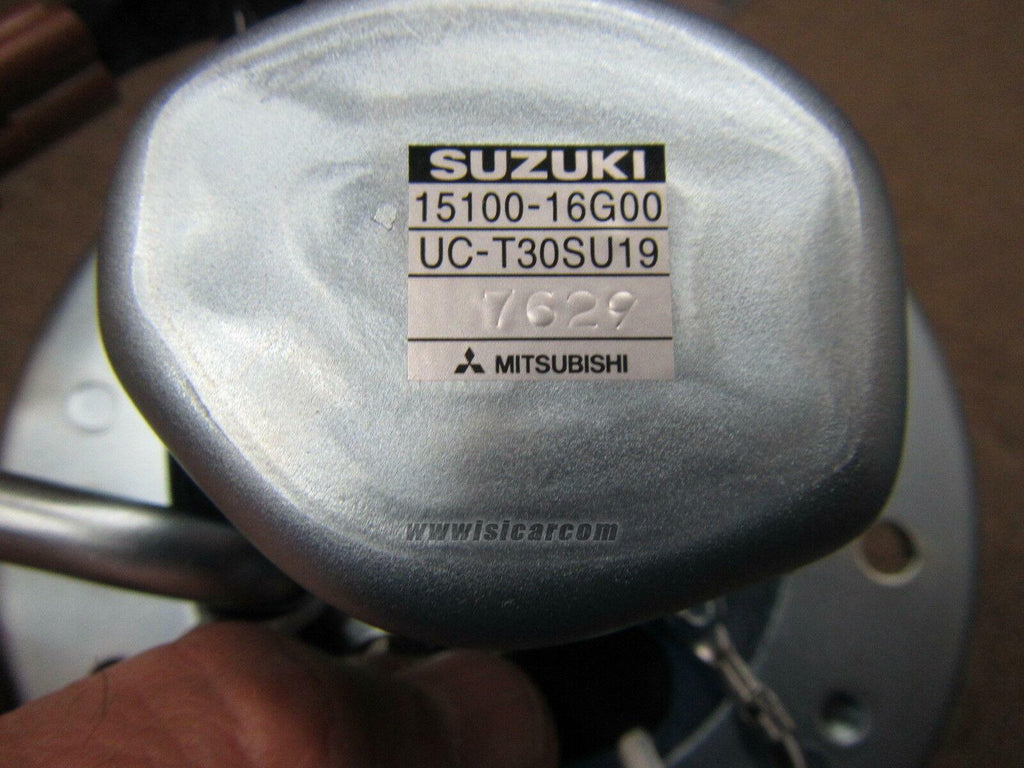 SUZUKI
15100-16G00
UC-T30SU19
7629
MITSUBISHI
wwwisicarcom